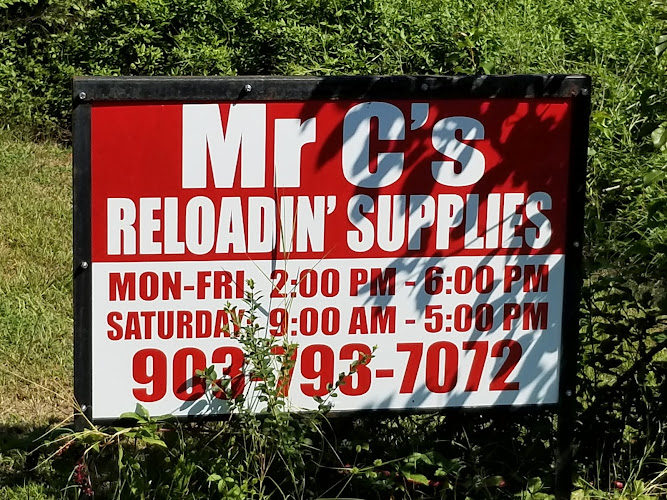 Mr C's
RELOADIN' SUPPLIES
MON-FRI: 2:00 PM - 6:00 PM
SATURDAY: 9:00 AM - 5:00 PM
903-793-7072